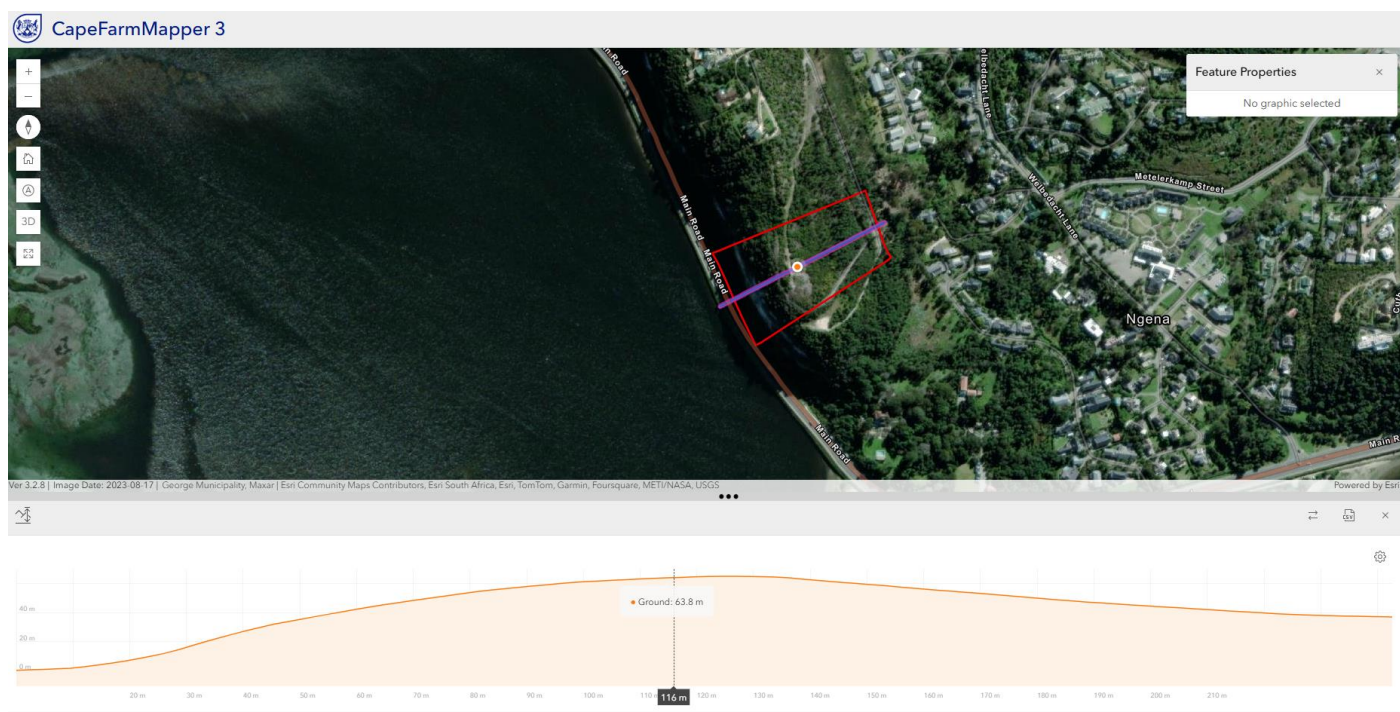 CapeFarmMapper 3
Feature Properties
×
No graphic selected
+
−
A
3D
n Road
elbedacht Lane
Metelerkamp Street
Welbedacht Lane
Main Road
Main Road
Ngena
Main Road
Main R
Ver 3.2.8 | Image Date: 2023-08-17 | George Municipality, Maxar | Esri Community Maps Contributors, Esri South Africa, Esri, TomTom, Garmin, Foursquare, METI/NASA, USGS
Powered by Esri
CSV
×
Ground: 63.8 m
40 m
20 m
0 m
20 m 30 m 40 m 50 m 60 m 70 m 80 m 90 m 100 m 110 116 m 120 m 130 m 140 m 150 m 160 m 170 m 180 m 190 m 200 m 210 m